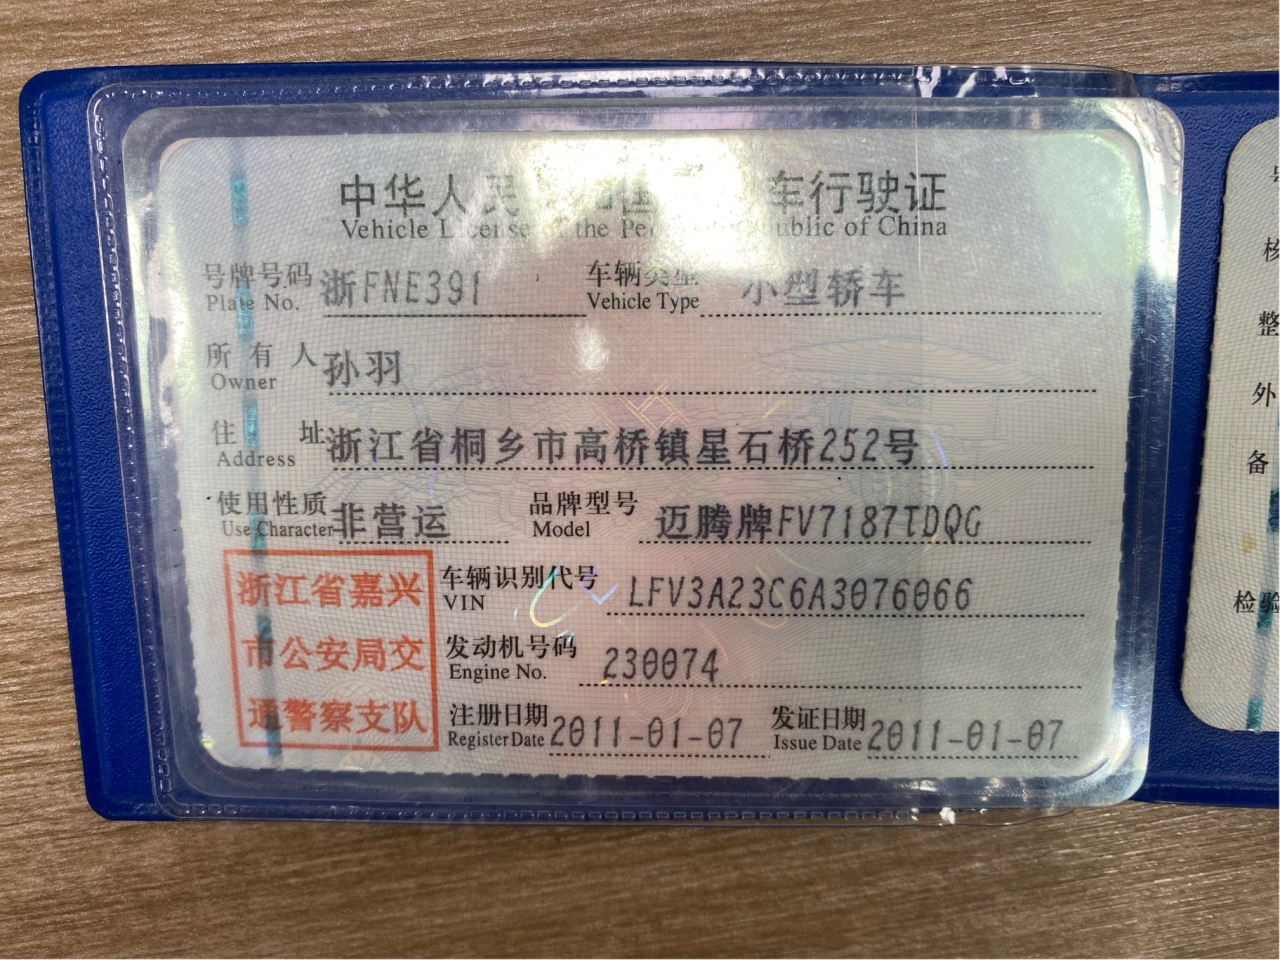 中华人民 和国 车行驶证
Vehicle License the People's Republic of China
号牌号码 浙FNE391 车辆类型 小型轿车
Plate No. Vehicle Type
所有人 孙羽
Owner
住址 浙江省桐乡市高桥镇星石桥252号
Address
使用性质 非营运 品牌型号 迈腾牌FV7187TDQG
Use Character Model
浙江省嘉兴
市公安局交
通警察支队
车辆识别代号 LFV3A23C6A3076066
VIN
发动机号码 230074
Engine No.
注册日期 2011-01-07 发证日期 2011-01-07
Register Date Issue Date
核
整
外
备
检验